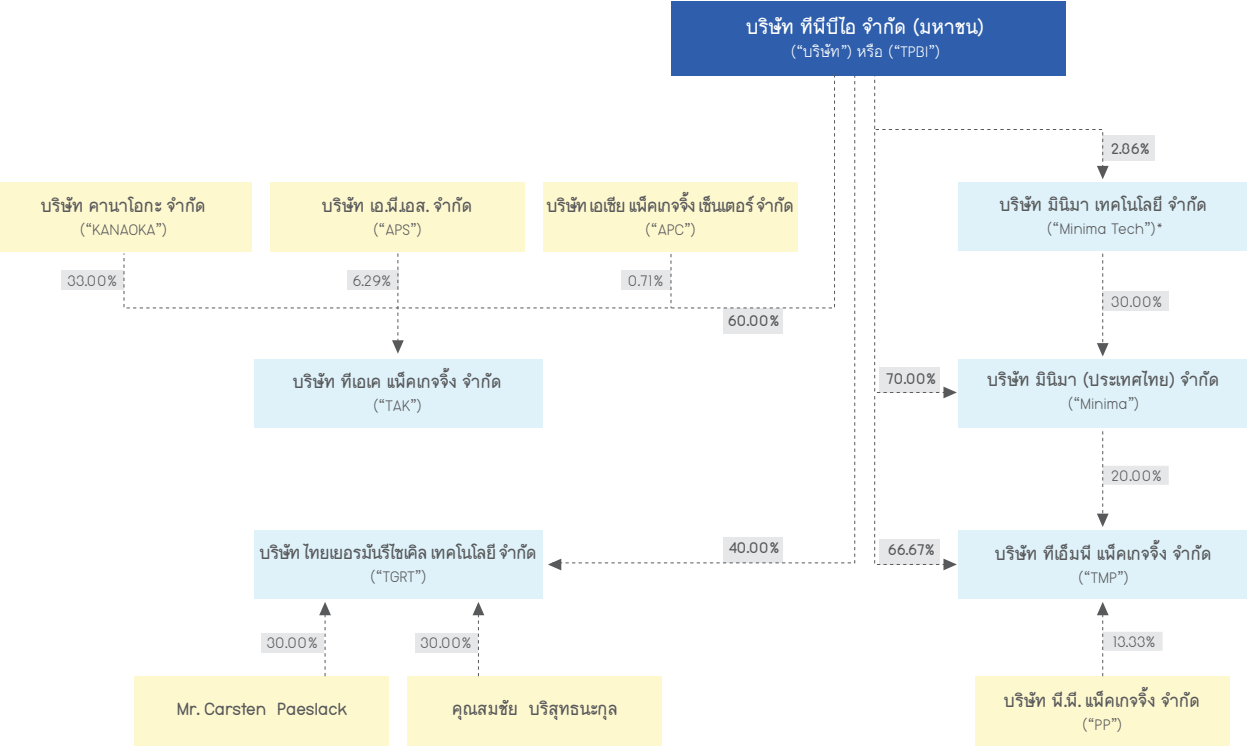 บริษัท ทีพีบีไอ จำกัด (มหาชน)
(“บริษัท”) หรือ (“TPBI”)
2.86%
บริษัท คานาโอกะ จำกัด
(“KANAOKA”)
บริษัท เอ.พี.เอส. จำกัด
(“APS”)
บริษัท เอเซีย แพ็คเกจจิ้ง เซ็นเตอร์ จำกัด
(“APC”)
บริษัท มินิมา เทคโนโลยี จำกัด
(“Minima Tech”)*
33.00%
6.29%
0.71%
60.00%
30.00%
บริษัท ทีเอเค แพ็คเกจจิ้ง จำกัด
(“TAK”)
70.00%
บริษัท มินิมา (ประเทศไทย) จำกัด
(“Minima”)
20.00%
บริษัท ไทยเยอรมันรีไซเคิล เทคโนโลยี จำกัด
(“TGRT”)
40.00%
66.67%
บริษัท ทีเอ็มพี แพ็คเกจจิ้ง จำกัด
(“TMP”)
30.00%
30.00%
13.33%
Mr. Carsten Paeslack
คุณสมชัย บริสุทธนะกุล
บริษัท พี.พี. แพ็คเกจจิ้ง จำกัด
(“PP”)